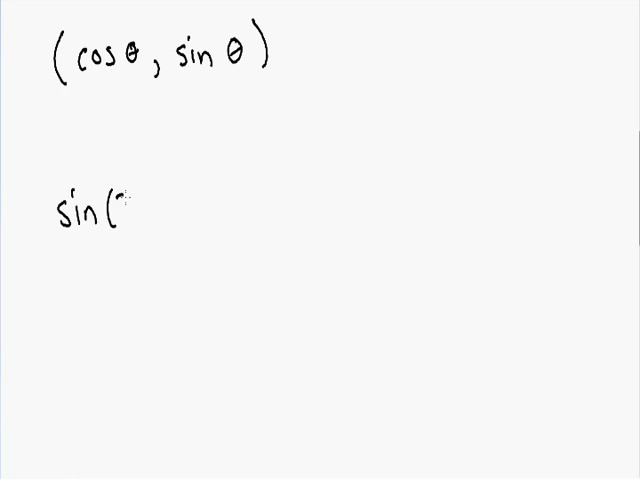 (cos θ, sin θ)
sin(